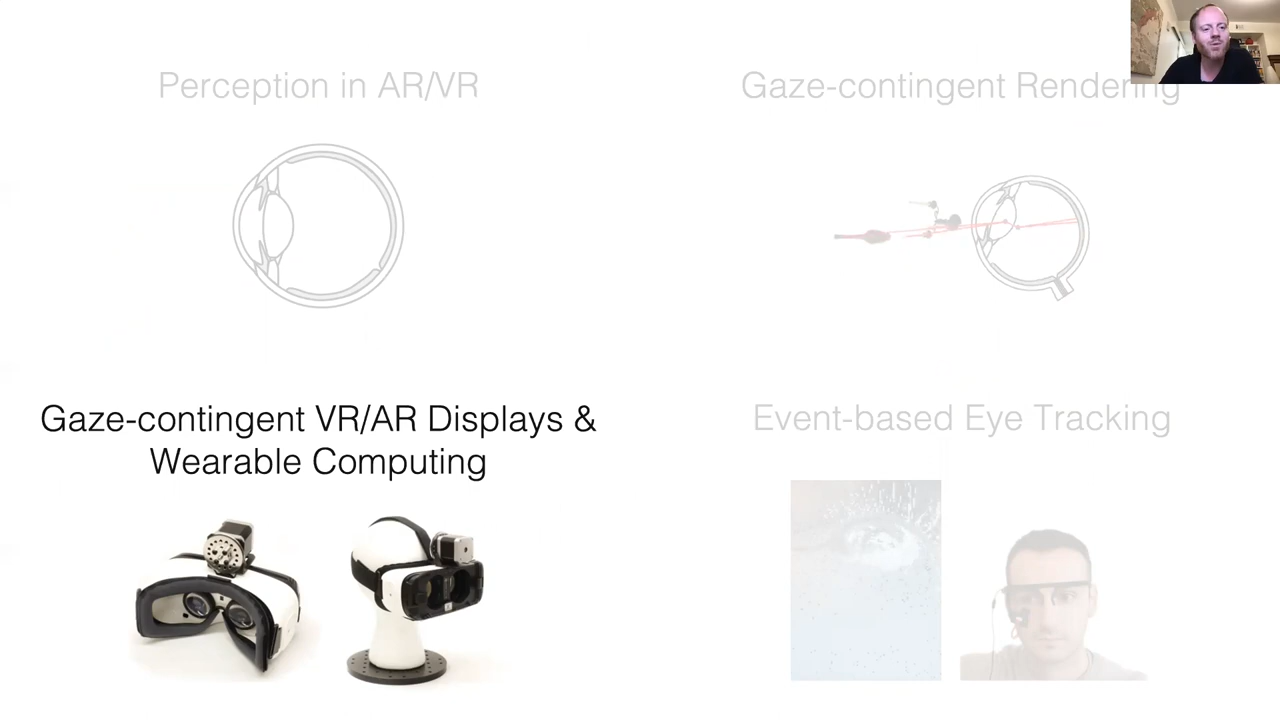 Perception in AR/VR
Gaze-contingent Rendering
Gaze-contingent VR/AR Displays &
Wearable Computing
Event-based Eye Tracking